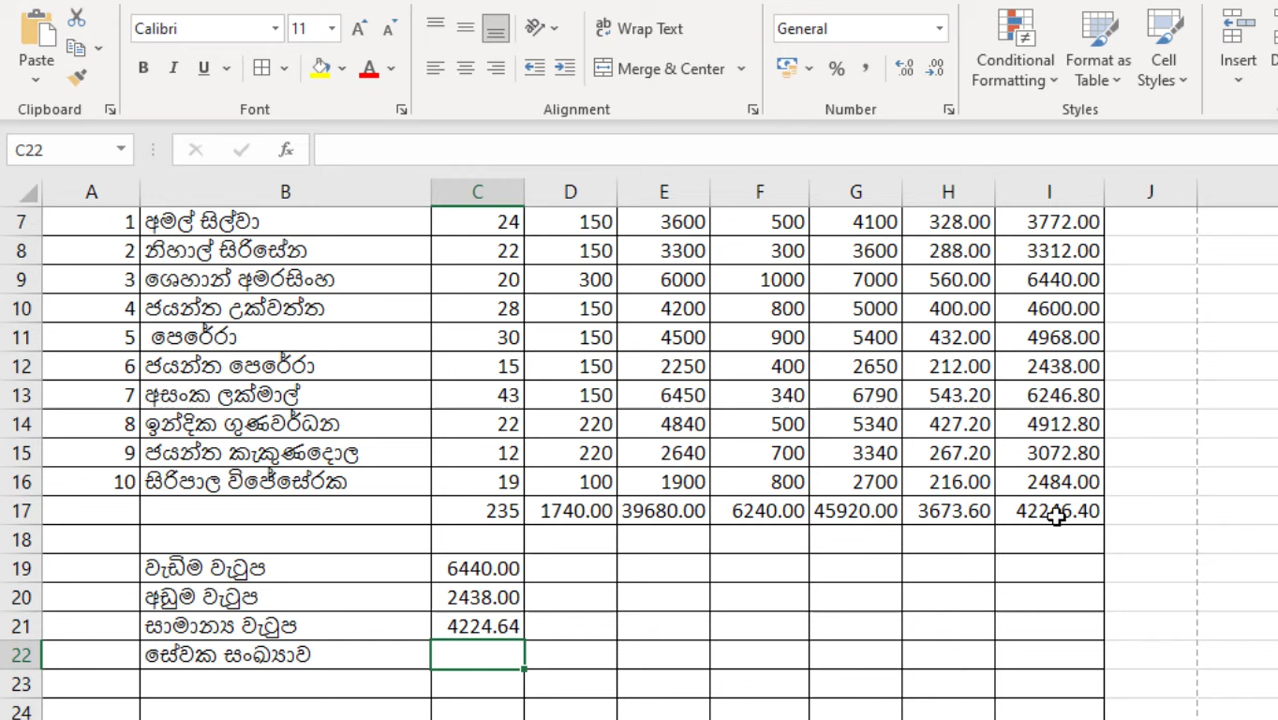 Calibri 11 Wrap Text General
Paste B I U Merge & Center % , Conditional Formatting Format as Table Cell Styles Insert
Clipboard Font Alignment Number Styles
C22 fx
A B C D E F G H I J
7 1 අමල් සිල්වා 24 150 3600 500 4100 328.00 3772.00
8 2 නිහාල් සිරිසේන 22 150 3300 300 3600 288.00 3312.00
9 3 ශෙහාන් අමරසිංහ 20 300 6000 1000 7000 560.00 6440.00
10 4 ජයන්ත උක්වත්ත 28 150 4200 800 5000 400.00 4600.00
11 5 පෙරේරා 30 150 4500 900 5400 432.00 4968.00
12 6 ජයන්ත පෙරේරා 15 150 2250 400 2650 212.00 2438.00
13 7 අසංක ලක්මාල් 43 150 6450 340 6790 543.20 6246.80
14 8 ඉන්දික ගුණවර්ධන 22 220 4840 500 5340 427.20 4912.80
15 9 ජයන්ත කැකුණදොල 12 220 2640 700 3340 267.20 3072.80
16 10 සිරිපාල විජේසේරක 19 100 1900 800 2700 216.00 2484.00
17 235 1740.00 39680.00 6240.00 45920.00 3673.60
18
19 වැඩිම වැටුප 6440.00
20 අඩුම වැටුප 2438.00
21 සාමාන්‍ය වැටුප 4224.64
22 සේවක සංඛ්‍යාව
23
24